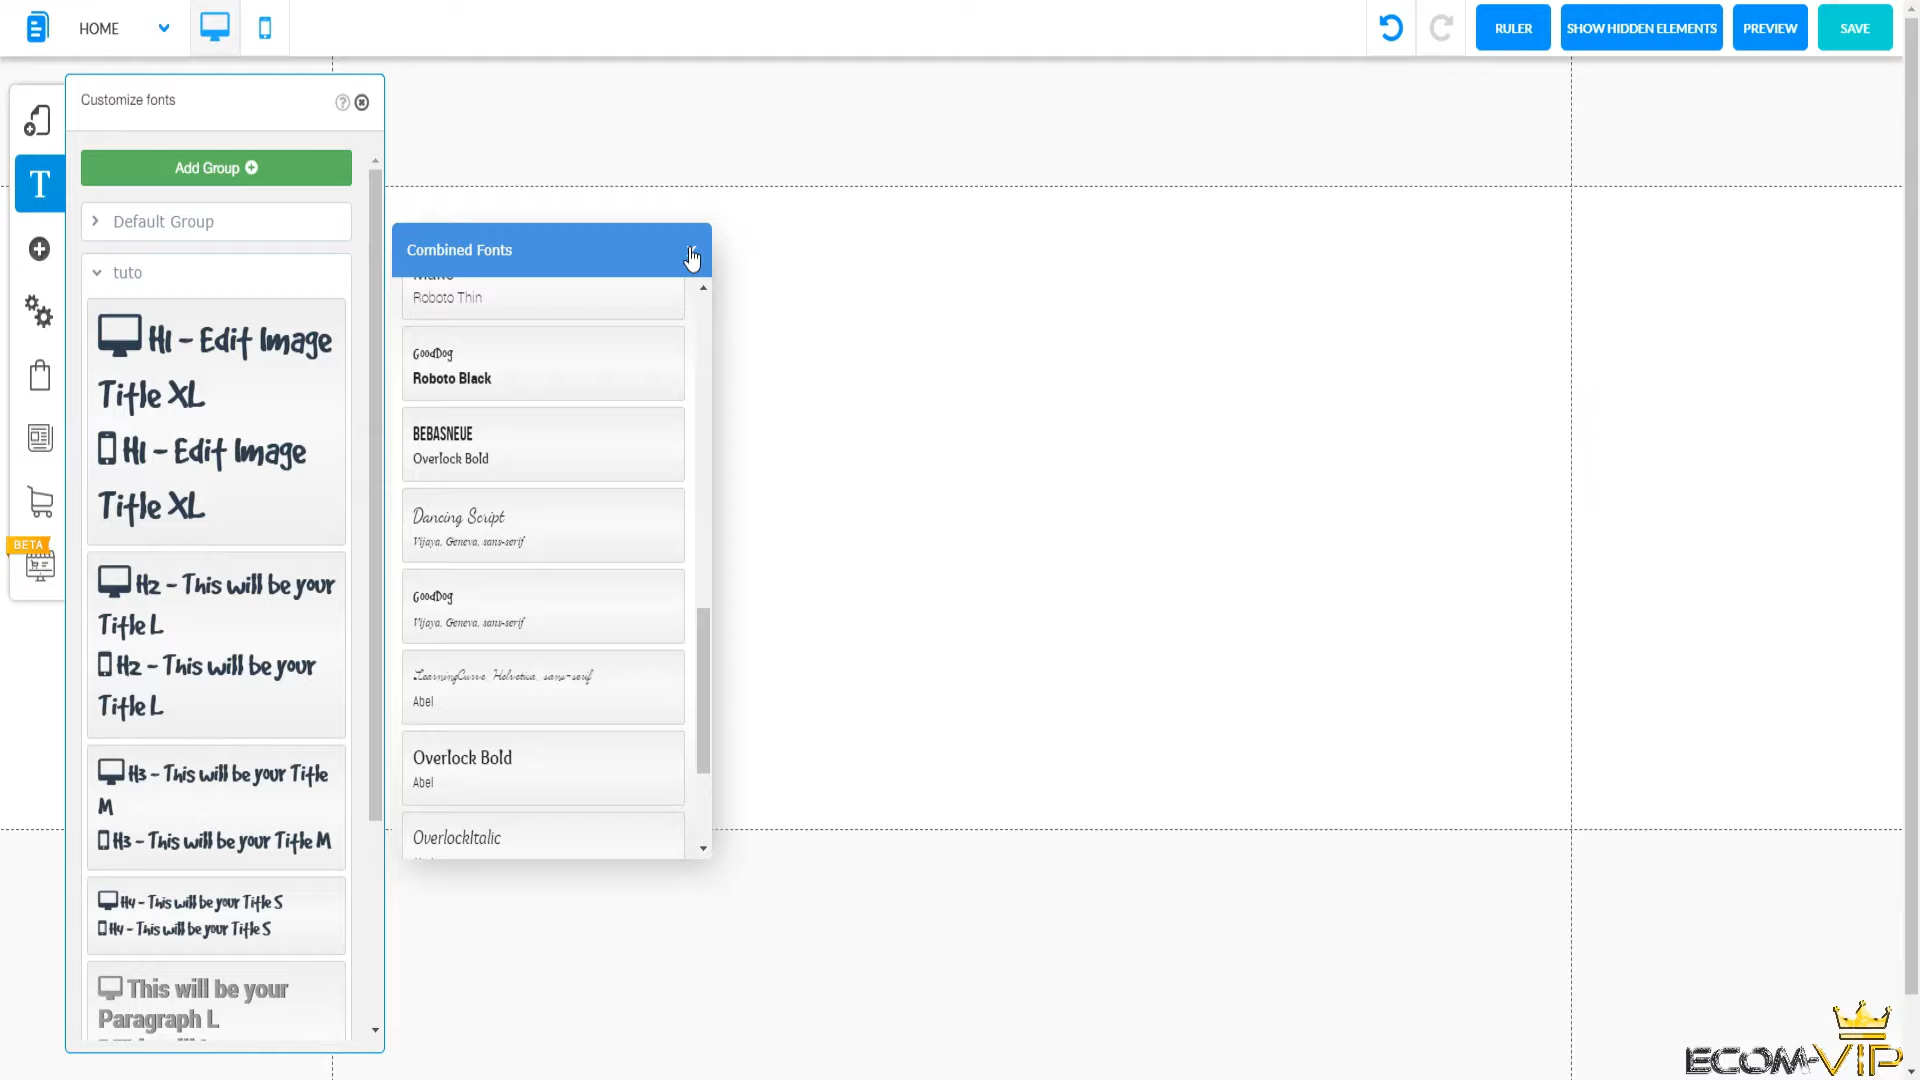 HOME
RULER
SHOW HIDDEN ELEMENTS
PREVIEW
SAVE
Customize fonts
?
Add Group
Default Group
tuto
H1 - Edit Image
Title XL
H1 - Edit Image
Title XL
H2 - This will be your
Title L
H2 - This will be your
Title L
H3 - This will be your Title
M
H3 - This will be your Title M
H4 - This will be your Title S
H4 - This will be your Title S
This will be your
Paragraph L
T
BETA
Combined Fonts
Roboto Thin
GoodDog
Roboto Black
BEBASNEUE
Overlock Bold
Dancing Script
Vijaya, Geneva, sans-serif
GoodDog
Vijaya, Geneva, sans-serif
LearningCurve, Helvetica, sans-serif
Abel
Overlock Bold
Abel
OverlockItalic
ECOM-VIP